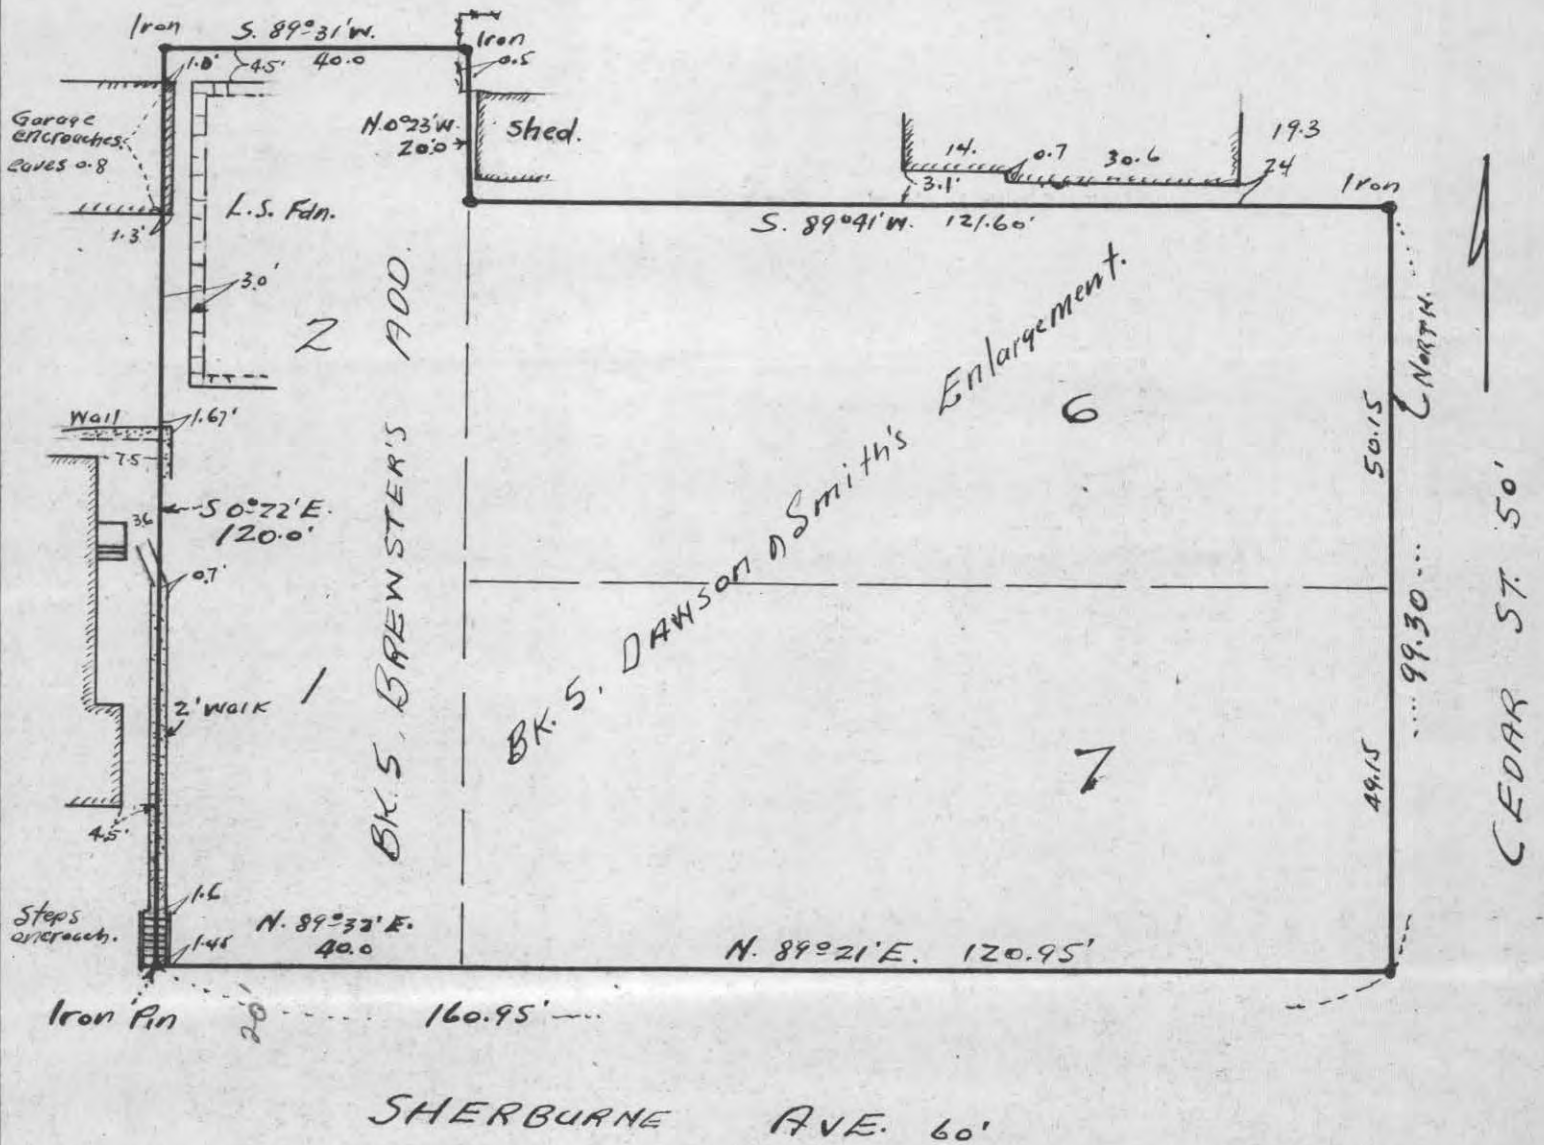 Iron
S. 89°31'W.
40.0
Iron
1.0'
4.5'
0.5
Garage
encroaches.
eaves 0.8
N.0°23'W.
20.0
Shed.
14.
0.7
30.6
19.3
24
3.1'
Iron
S. 89°41'W. 121.60'
L.S. Fdn.
1.3'
3.0'
2
BK. 5, BREWSTER'S ADD.
BK. 5. DAWSON n Smith's Enlargement.
6
NORTH.
50.15
Wall
1.67'
7.5
S 0°22'E.
120.0'
36
0.7'
99.30
CEDAR ST. 50'
1
2' walk
7
49.15
4.5'
1.6
Steps
encroach.
1.45
N. 89°32'E.
40.0
N. 89°21'E. 120.95'
Iron Pin
20'
160.95'
SHERBURNE AVE. 60'